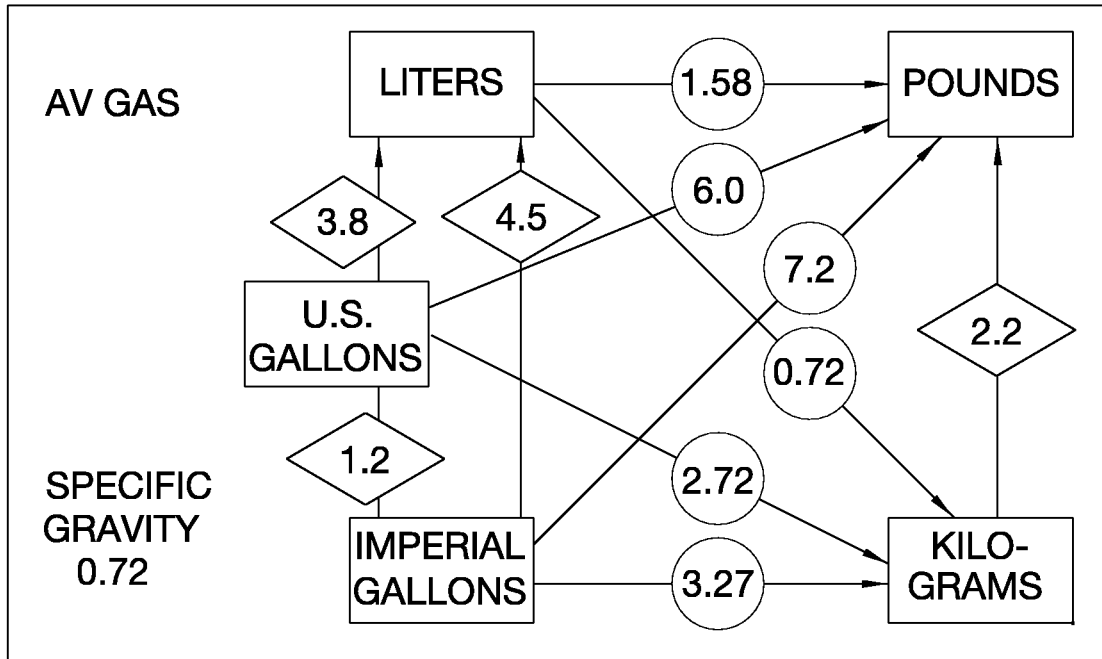 AV GAS
LITERS
1.58
POUNDS
3.8
4.5
6.0
7.2
U.S.
GALLONS
2.2
0.72
1.2
2.72
SPECIFIC
GRAVITY
0.72
IMPERIAL
GALLONS
3.27
KILO-
GRAMS